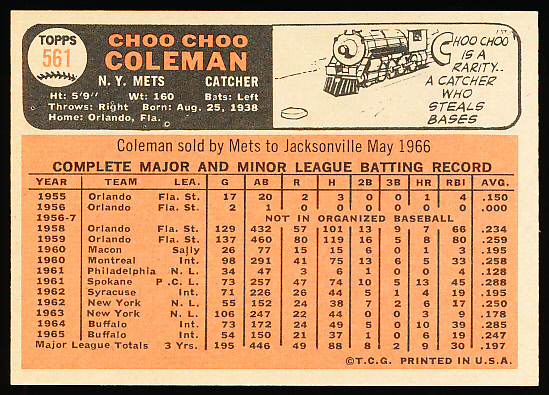 TOPPS
561
CHOO CHOO
COLEMAN
N. Y. METS CATCHER
Ht: 5'9" Wt: 160 Bats: Left
Throws: Right Born: Aug. 25, 1938
Home: Orlando, Fla.
CHOO CHOO
IS A
RARITY..
A CATCHER
WHO
STEALS
BASES
Coleman sold by Mets to Jacksonville May 1966
COMPLETE MAJOR AND MINOR LEAGUE BATTING RECORD
YEAR TEAM LEA. G AB R H 2B 3B HR RBI AVG.
1955 Orlando Fla. St. 17 20 2 3 0 0 1 4 .150
1956 Orlando Fla. St. 2 1 0 0 0 0 0 0 .000
1956-7 NOT IN ORGANIZED BASEBALL
1958 Orlando Fla. St. 129 432 57 101 13 9 7 66 .234
1959 Orlando Fla. St. 137 460 80 119 16 5 8 80 .259
1960 Macon Sally 26 77 15 15 6 0 1 3 .195
1960 Montreal Int. 98 291 41 75 13 6 5 33 .258
1961 Philadelphia N. L. 34 47 3 6 1 0 0 4 .128
1961 Spokane P. C. L. 73 257 47 74 10 5 13 45 .288
1962 Syracuse Int. 71 226 26 44 5 1 4 19 .195
1962 New York N. L. 55 152 24 38 7 2 6 17 .250
1963 New York N. L. 106 247 22 44 0 0 3 9 .178
1964 Buffalo Int. 73 172 24 49 5 0 10 39 .285
1965 Buffalo Int. 54 150 21 37 1 0 6 19 .247
Major League Totals 3 Yrs. 195 446 49 88 8 2 9 30 .197
©T.C.G. PRINTED IN U.S.A.